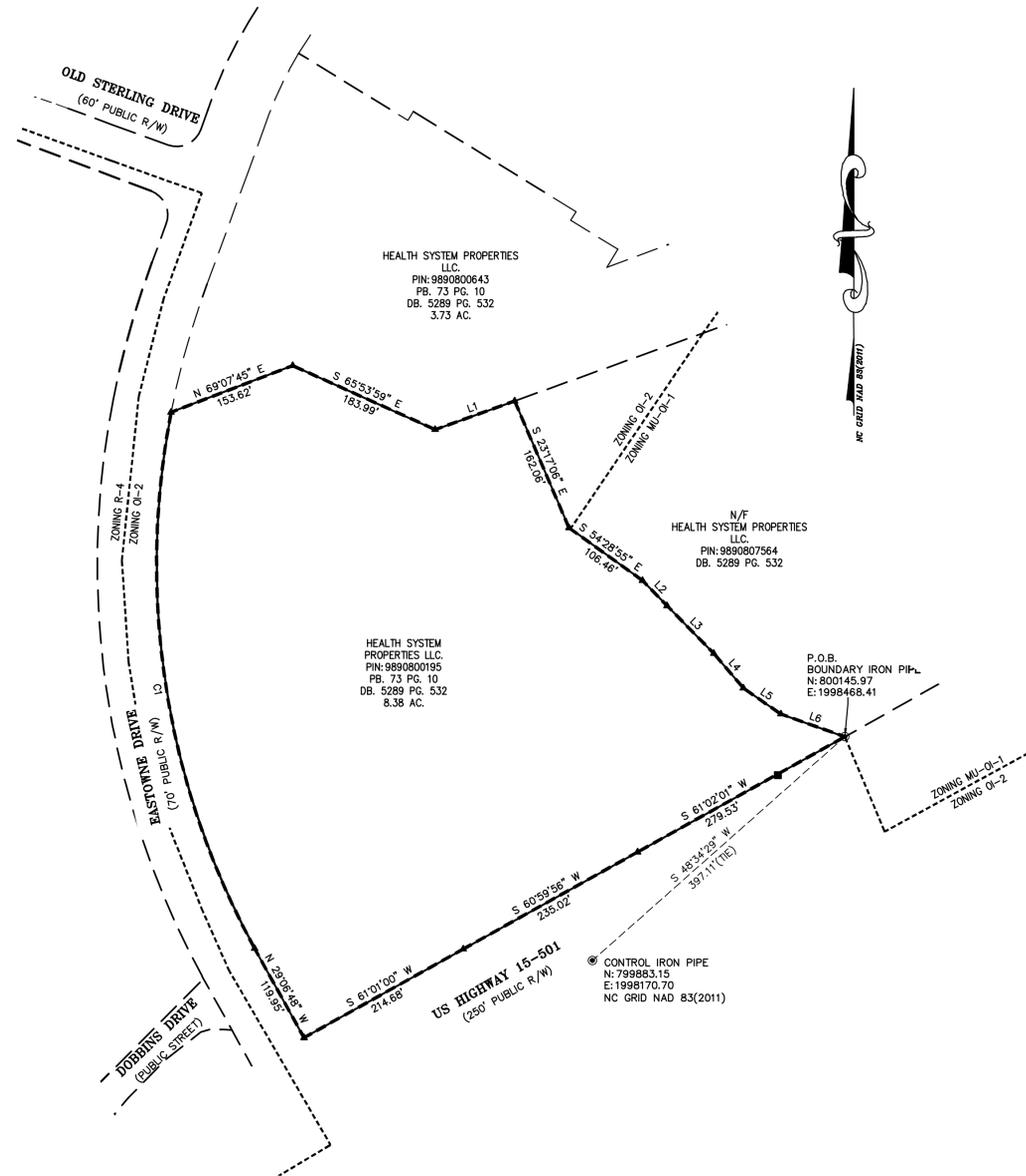 OLD STERLING DRIVE
(60' PUBLIC R/W)
HEALTH SYSTEM PROPERTIES
LLC.
PIN:9890800643
PB. 73 PG. 10
DB. 5289 PG. 532
3.73 AC.
NC GRID NAD 83(2011)
N 69°07'45" E
153.62'
S 65°53'59" E
183.99'
L1
S 23°17'06" E
162.06'
ZONING OI-2
ZONING MU-OI-1
ZONING R-4
ZONING OI-2
N/F
HEALTH SYSTEM PROPERTIES
LLC.
PIN:9890807564
DB. 5289 PG. 532
S 54°28'55" E
106.46'
L2
L3
L4
L5
L6
HEALTH SYSTEM
PROPERTIES LLC.
PIN:9890800195
PB. 73 PG. 10
DB. 5289 PG. 532
8.38 AC.
P.O.B.
BOUNDARY IRON PIPE
N:800145.97
E:1998468.41
C1
EASTOWNE DRIVE
(70' PUBLIC R/W)
ZONING MU-OI-1
ZONING OI-2
S 61°02'01" W
279.53'
S 48°34'29" W
397.11'(TIE)
S 60°59'56" W
235.02'
S 61°01'00" W
214.68'
US HIGHWAY 15-501
(250' PUBLIC R/W)
CONTROL IRON PIPE
N:799883.15
E:1998170.70
NC GRID NAD 83(2011)
N 29°06'48" W
119.95'
DOBBINS DRIVE
(PUBLIC STREET)